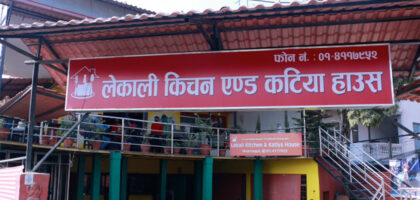 फोन नं. : ०१-४११७९५२
लेकाली किचन एण्ड कटिया हाउस
Lekali Kitchen & Katiya House